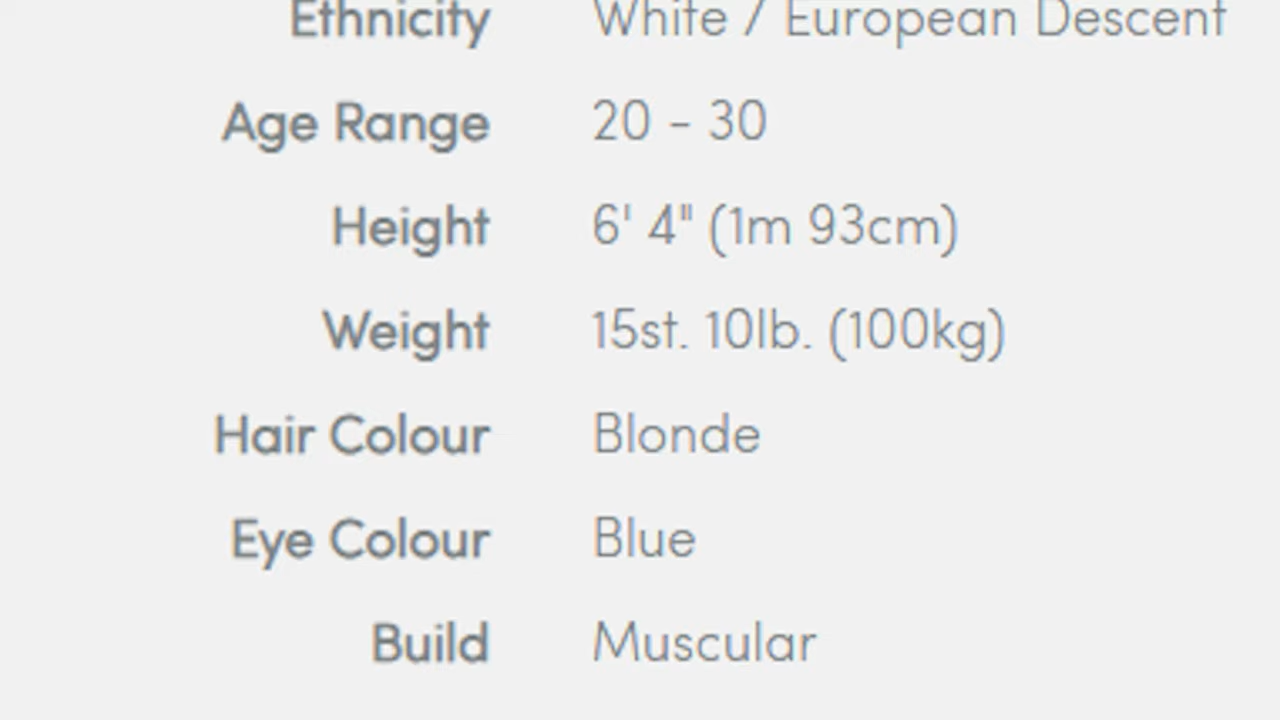 Ethnicity White / European Descent
Age Range 20 - 30
Height 6' 4" (1m 93cm)
Weight 15st. 10lb. (100kg)
Hair Colour Blonde
Eye Colour Blue
Build Muscular